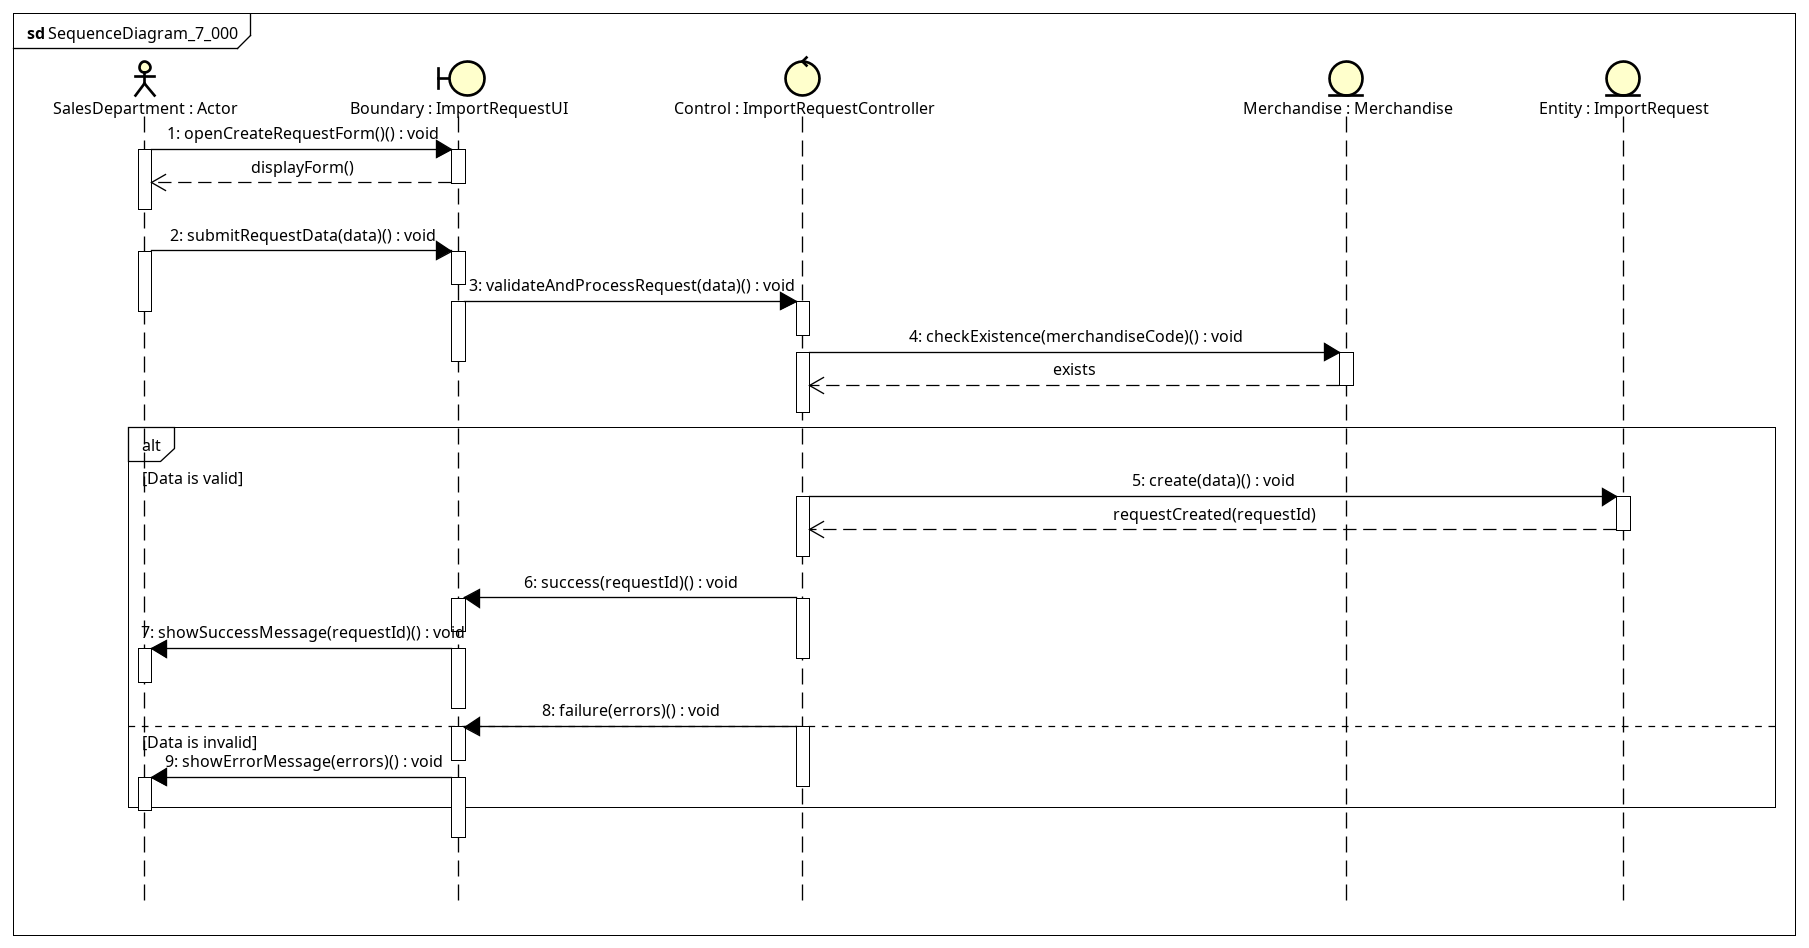 sd SequenceDiagram_7_000
SalesDepartment : Actor
Boundary : ImportRequestUI
Control : ImportRequestController
Merchandise : Merchandise
Entity : ImportRequest
1: openCreateRequestForm()() : void
displayForm()
2: submitRequestData(data)() : void
3: validateAndProcessRequest(data)() : void
4: checkExistence(merchandiseCode)() : void
exists
alt
[Data is valid]
5: create(data)() : void
requestCreated(requestId)
6: success(requestId)() : void
7: showSuccessMessage(requestId)() : void
8: failure(errors)() : void
[Data is invalid]
9: showErrorMessage(errors)() : void